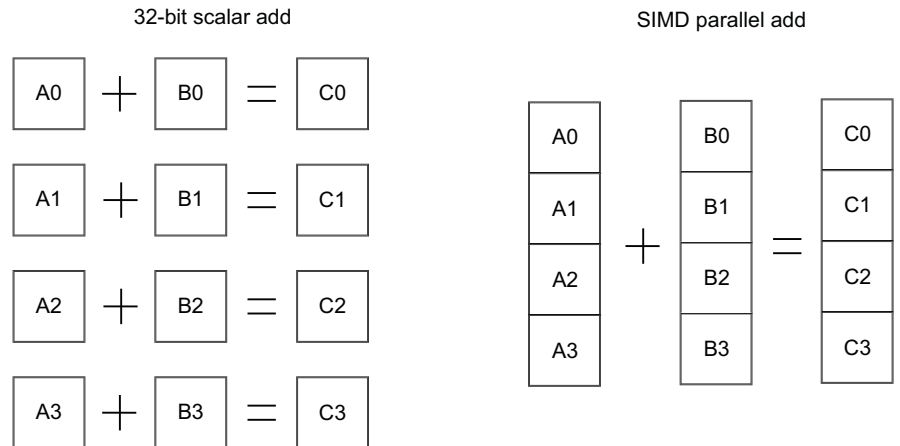 32-bit scalar add
A0 + B0 = C0
A1 + B1 = C1
A2 + B2 = C2
A3 + B3 = C3
SIMD parallel add
A0 B0 C0
A1 B1 C1
+ =
A2 B2 C2
A3 B3 C3